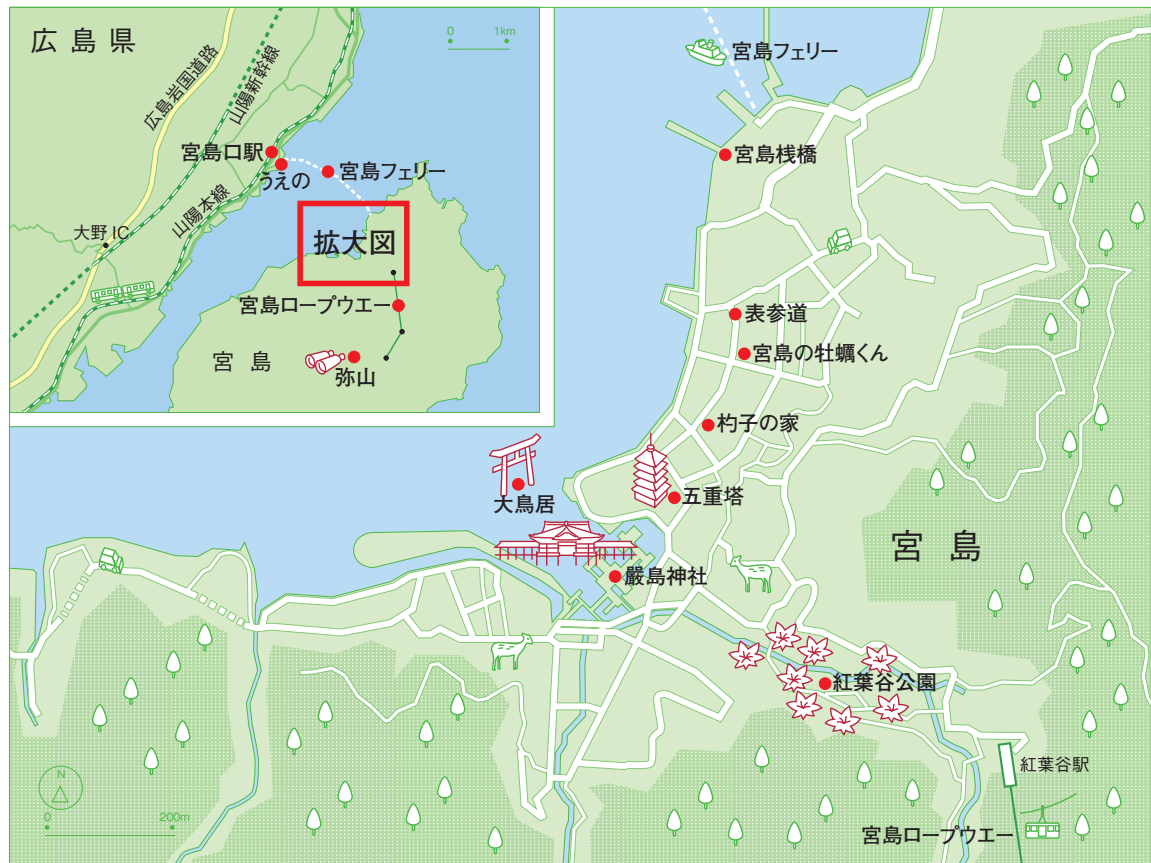 広島県
0 1km
広島岩国道路
山陽新幹線
宮島口駅
うえの
宮島フェリー
山陽本線
大野IC
拡大図
宮島ロープウエー
宮島
弥山
宮島フェリー
宮島桟橋
表参道
宮島の牡蠣くん
杓子の家
大鳥居
五重塔
宮島
嚴島神社
紅葉谷公園
紅葉谷駅
宮島ロープウエー
N
0 200m